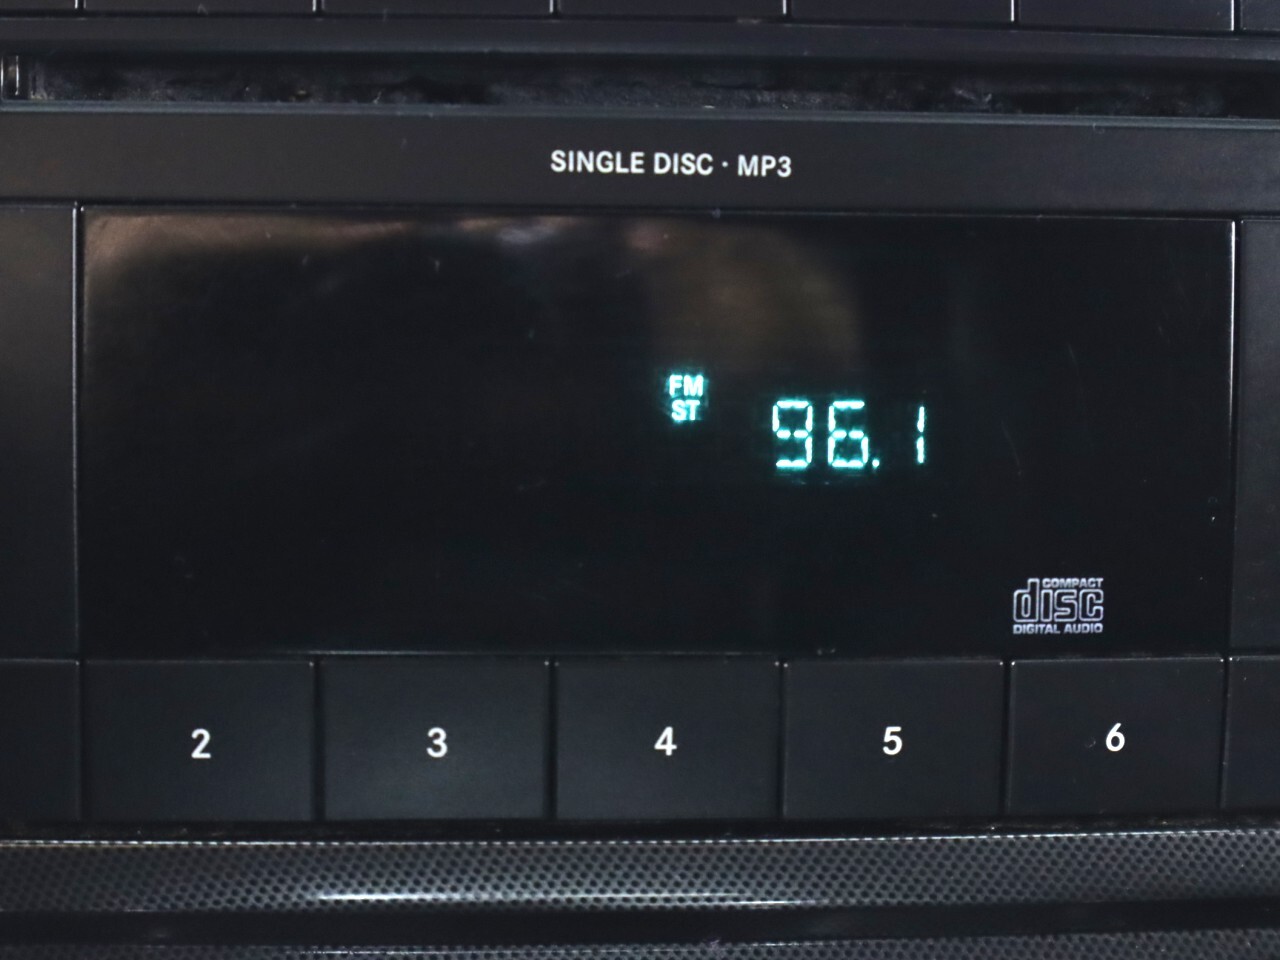 SINGLE DISC · MP3
FM
ST
96.1
COMPACT
disc
DIGITAL AUDIO
2 3 4 5 6